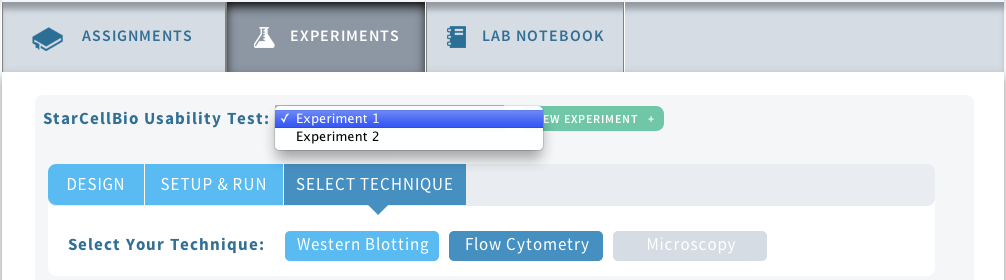 ASSIGNMENTS EXPERIMENTS LAB NOTEBOOK
StarCellBio Usability Test: ✓ Experiment 1 EW EXPERIMENT +
Experiment 2
DESIGN SETUP & RUN SELECT TECHNIQUE
Select Your Technique: Western Blotting Flow Cytometry Microscopy